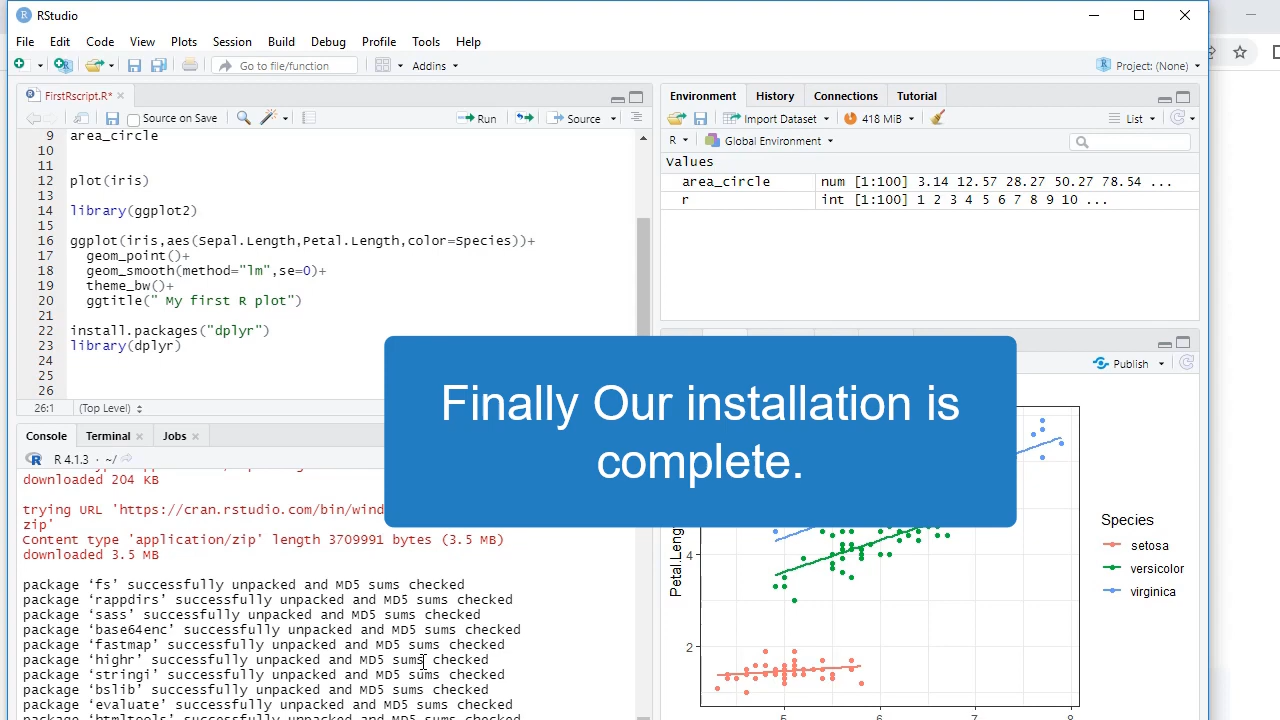 RStudio
File Edit Code View Plots Session Build Debug Profile Tools Help
Go to file/function Addins Project: (None)
FirstRscript.R*
Source on Save Run Source
9 area_circle
10
11
12 plot(iris)
13
14 library(ggplot2)
15
16 ggplot(iris,aes(Sepal.Length,Petal.Length,color=Species))+
17 geom_point()+
18 geom_smooth(method="lm",se=0)+
19 theme_bw()+
20 ggtitle(" My first R plot")
21
22 install.packages("dplyr")
23 library(dplyr)
24
25
26
26:1 (Top Level)
Console Terminal Jobs
R 4.1.3 · ~/
downloaded 204 KB
trying URL 'https://cran.rstudio.com/bin/wind
zip'
Content type 'application/zip' length 3709991 bytes (3.5 MB)
downloaded 3.5 MB
package ‘fs’ successfully unpacked and MD5 sums checked
package ‘rappdirs’ successfully unpacked and MD5 sums checked
package ‘sass’ successfully unpacked and MD5 sums checked
package ‘base64enc’ successfully unpacked and MD5 sums checked
package ‘fastmap’ successfully unpacked and MD5 sums checked
package ‘highr’ successfully unpacked and MD5 sums checked
package ‘stringi’ successfully unpacked and MD5 sums checked
package ‘bslib’ successfully unpacked and MD5 sums checked
package ‘evaluate’ successfully unpacked and MD5 sums checked
package ‘htmltools’ successfully unpacked and MD5 sums checked
Environment History Connections Tutorial
Import Dataset 418 MiB List
R Global Environment
Values
area_circle num [1:100] 3.14 12.57 28.27 50.27 78.54 ...
r int [1:100] 1 2 3 4 5 6 7 8 9 10 ...
Publish
Finally Our installation is
complete.
Petal.Leng
4
2
5 6 7 8
Species
setosa
versicolor
virginica